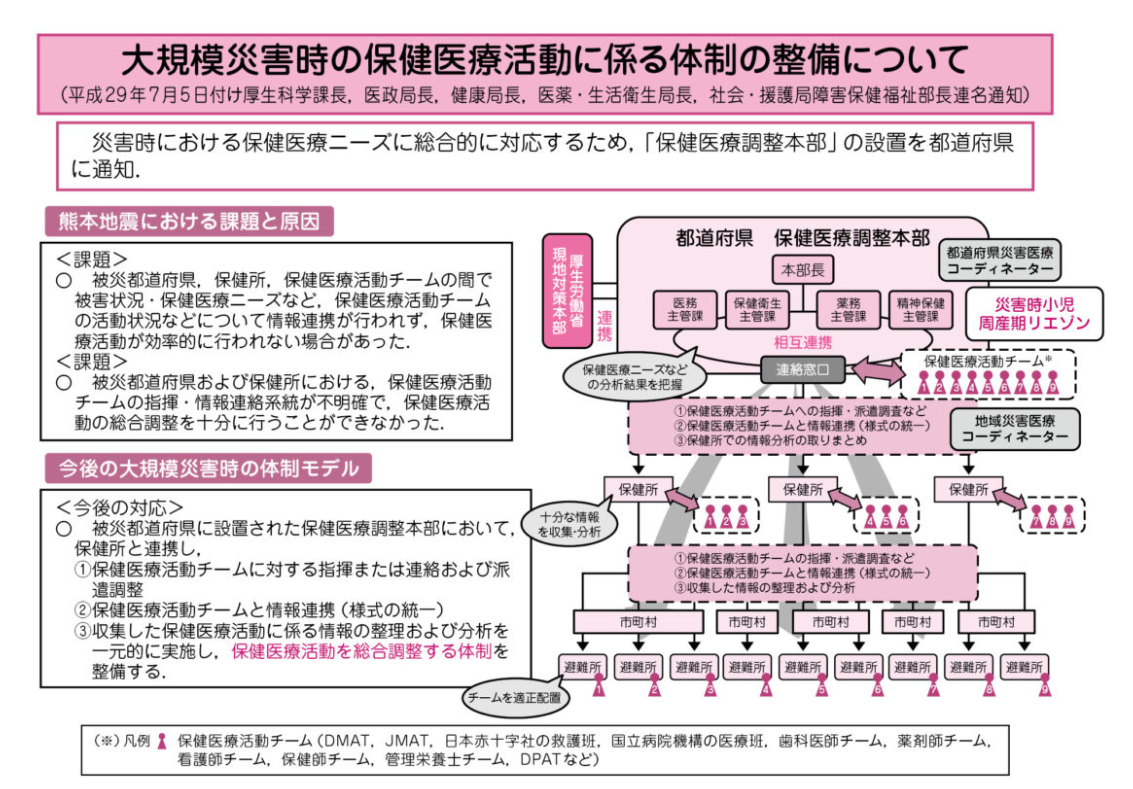 大規模災害時の保健医療活動に係る体制の整備について
(平成29年7月5日付け厚生科学課長，医政局長，健康局長，医薬・生活衛生局長，社会・援護局障害保健福祉部長連名通知)
災害時における保健医療ニーズに総合的に対応するため，「保健医療調整本部」の設置を都道府県
に通知．
熊本地震における課題と原因
＜課題＞
○　被災都道府県，保健所，保健医療活動チームの間で
被害状況・保健医療ニーズなど，保健医療活動チーム
の活動状況などについて情報連携が行われず，保健医
療活動が効率的に行われない場合があった．
＜課題＞
○　被災都道府県および保健所における，保健医療活動
チームの指揮・情報連絡系統が不明確で，保健医療活
動の総合調整を十分に行うことができなかった．
今後の大規模災害時の体制モデル
＜今後の対応＞
○　被災都道府県に設置された保健医療調整本部において，
保健所と連携し，
①保健医療活動チームに対する指揮または連絡および派
遣調整
②保健医療活動チームと情報連携（様式の統一）
③収集した保健医療活動に係る情報の整理および分析を
一元的に実施し，保健医療活動を総合調整する体制を
整備する．
厚生労働省
現地対策本部
連携
都道府県　保健医療調整本部
本部長
医務
主管課
保健衛生
主管課
薬務
主管課
精神保健
主管課
相互連携
連絡窓口
都道府県災害医療
コーディネーター
災害時小児
周産期リエゾン
保健医療ニーズなど
の分析結果を把握
保健医療活動チーム※
1 2 3 4 5 6 7 8 9
①保健医療活動チームへの指揮・派遣調査など
②保健医療活動チームと情報連携（様式の統一）
③保健所での情報分析の取りまとめ
地域災害医療
コーディネーター
保健所
保健所
保健所
1 2 3
4 5 6
7 8 9
十分な情報
を収集・分析
①保健医療活動チームの指揮・派遣調査など
②保健医療活動チームと情報連携（様式の統一）
③収集した情報の整理および分析
市町村
市町村
市町村
市町村
市町村
避難所 避難所 避難所 避難所 避難所 避難所 避難所 避難所 避難所
1 2 3 4 5 6 7 8 9
チームを適正配置
（※）凡例　保健医療活動チーム（DMAT，JMAT，日本赤十字社の救護班，国立病院機構の医療班，歯科医師チーム，薬剤師チーム，
看護師チーム，保健師チーム，管理栄養士チーム，DPATなど）